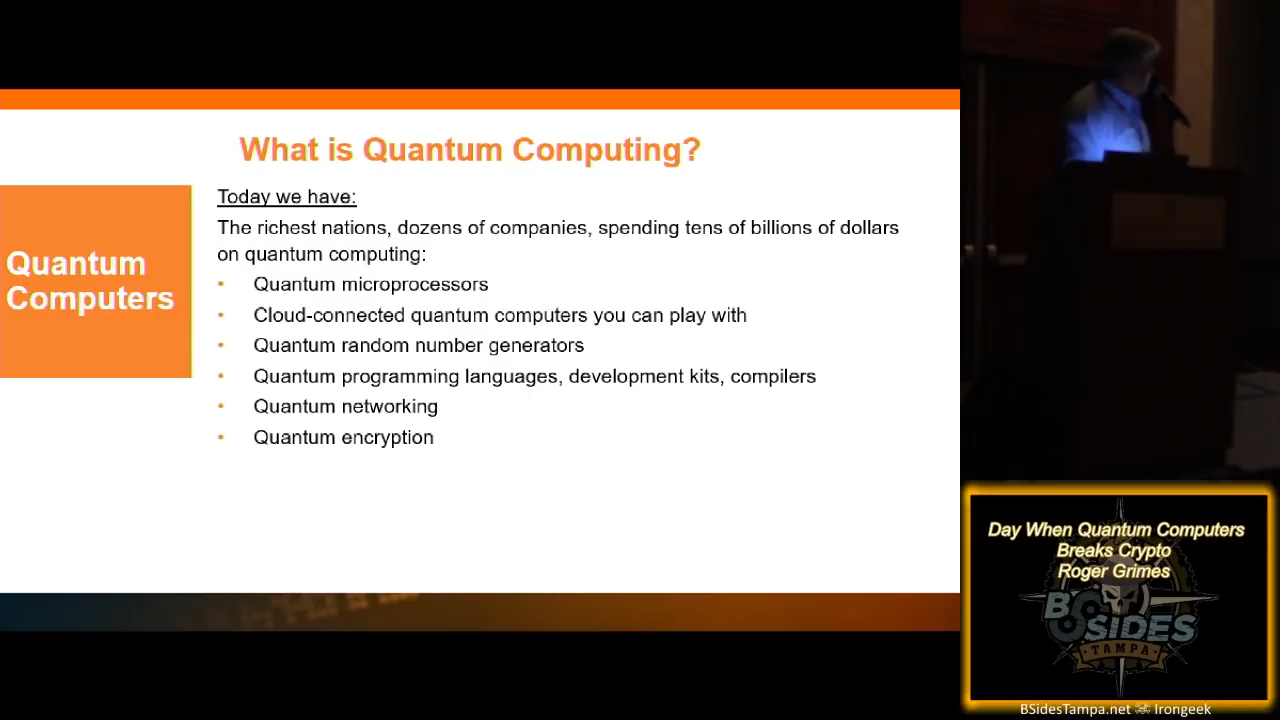 What is Quantum Computing?
Quantum
Computers
Today we have:
The richest nations, dozens of companies, spending tens of billions of dollars
on quantum computing:
• Quantum microprocessors
• Cloud-connected quantum computers you can play with
• Quantum random number generators
• Quantum programming languages, development kits, compilers
• Quantum networking
• Quantum encryption
Day When Quantum Computers
Breaks Crypto
Roger Grimes
BSIDES
TAMPA
BSidesTampa.net Irongeek